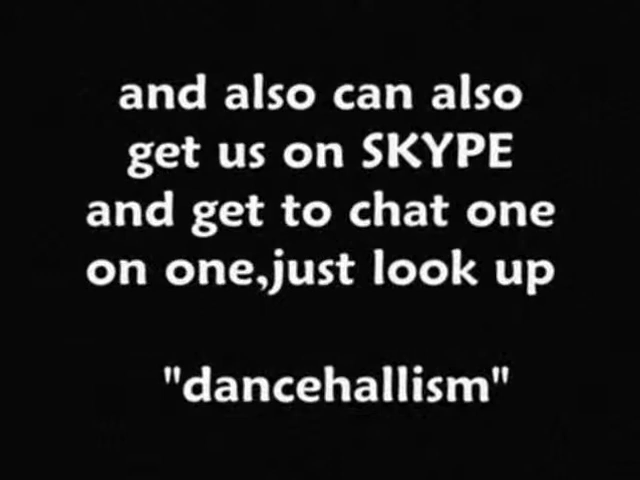 and also can also
get us on SKYPE
and get to chat one
on one,just look up
"dancehallism"